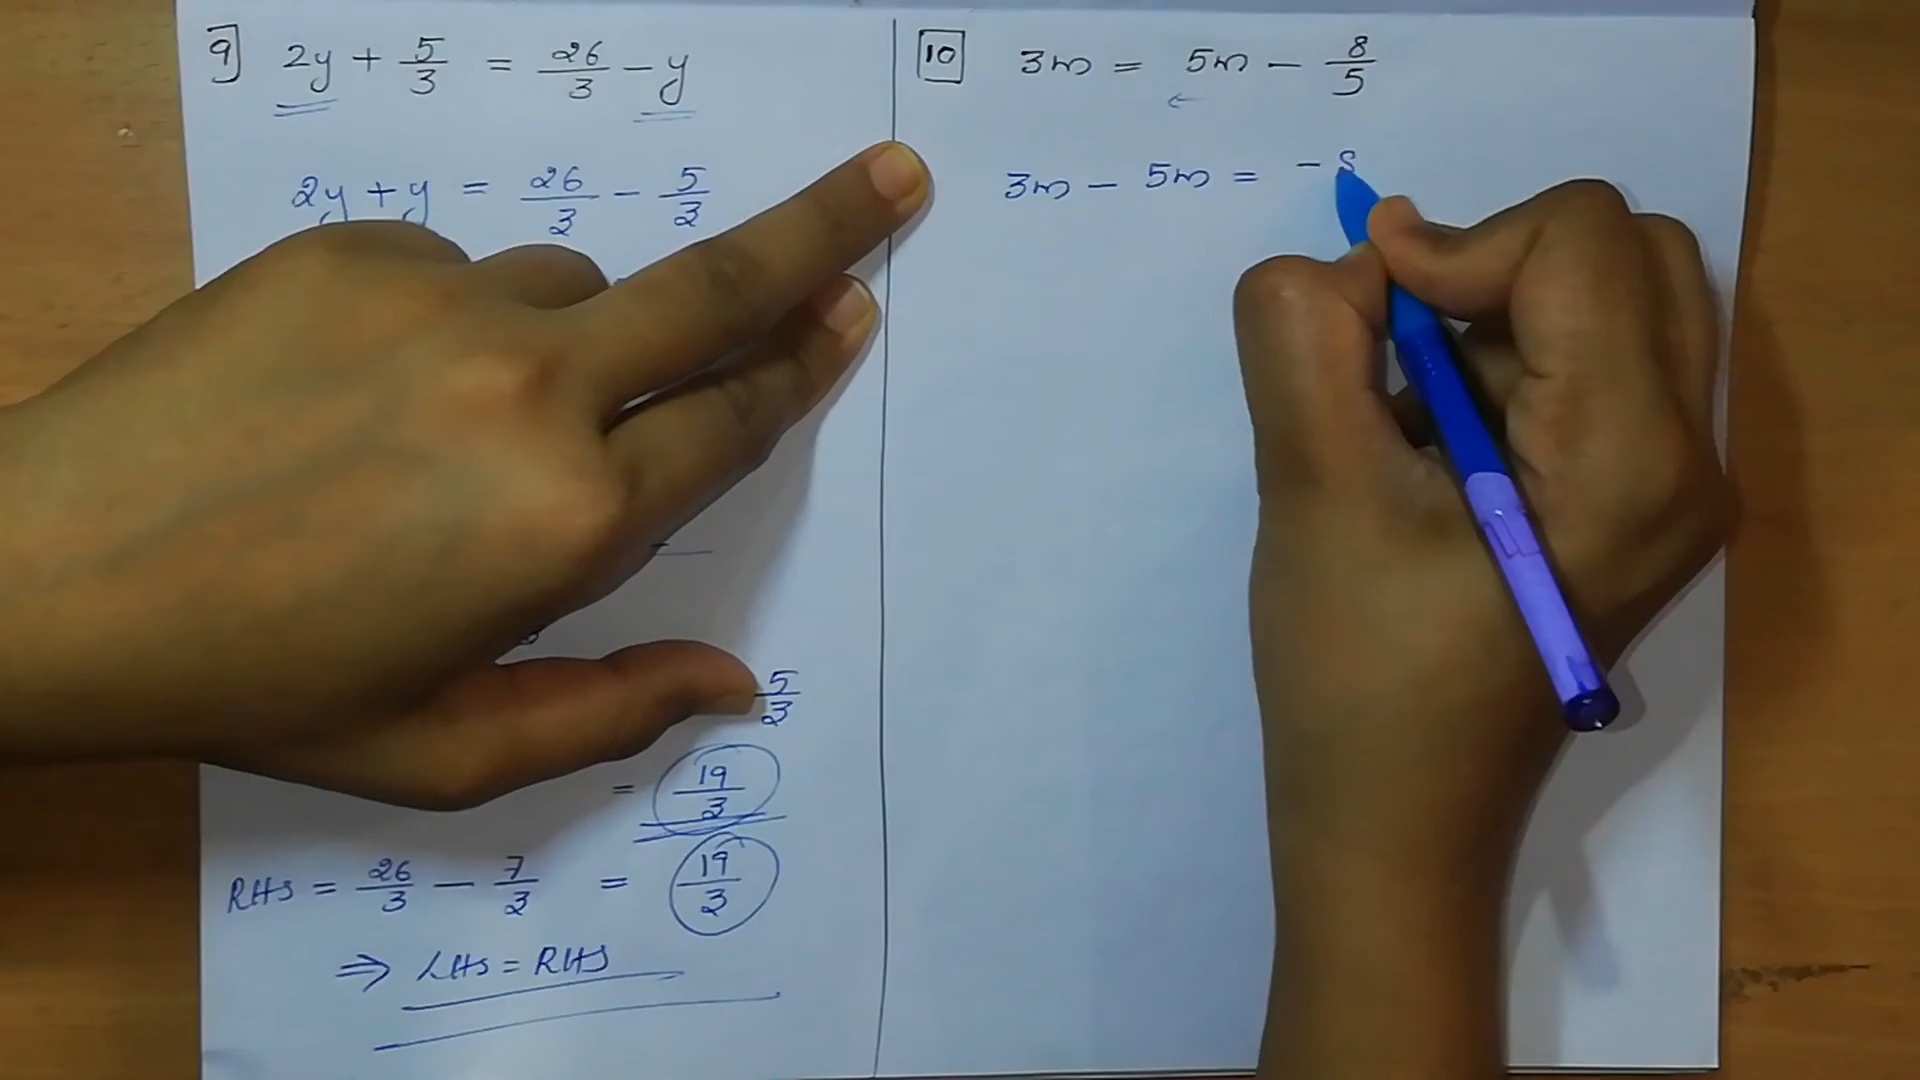 9] 2y + 5/3 = 26/3 - y
2y + y = 26/3 - 5/3
5/3
= 19/3
RHS = 26/3 - 7/3 = 19/3
⇒ LHS = RHS
10 3m = 5m - 8/5
3m - 5m = -